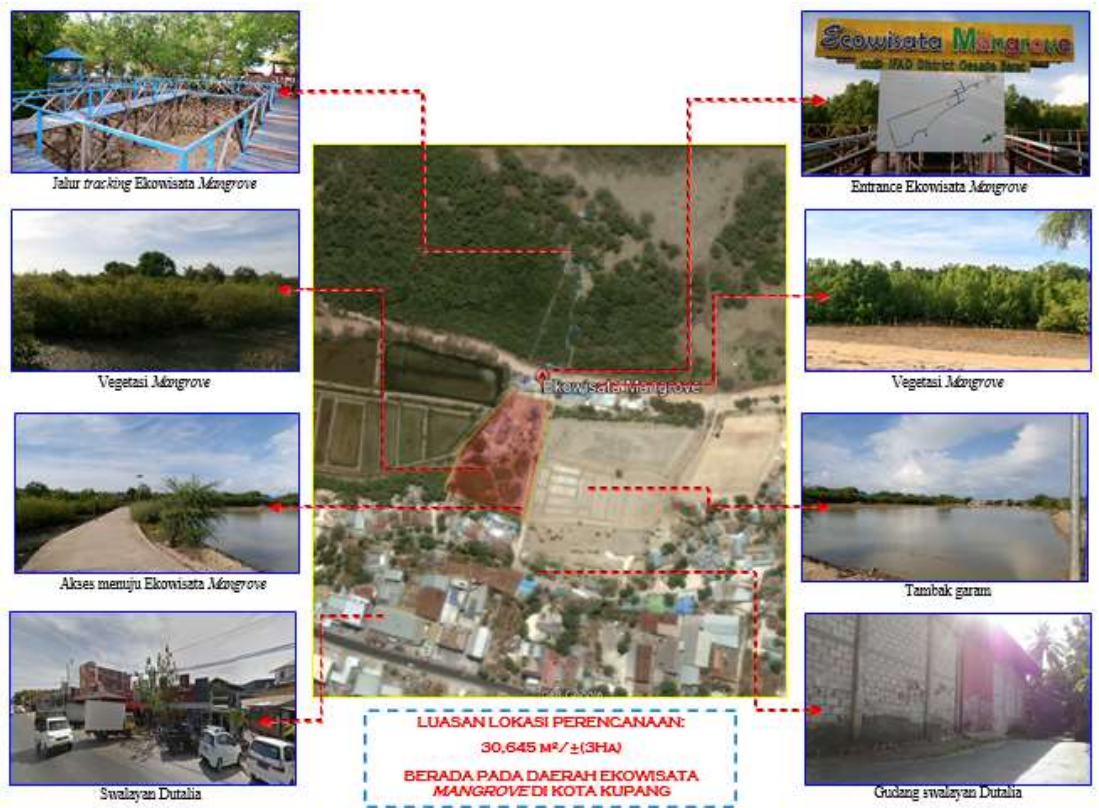 Ecowisata Mangrove
Jalur tracking Ekowisata Mangrove
Entrance Ekowisata Mangrove
Vegetasi Mangrove
Vegetasi Mangrove
Ekowisata Mangrove
Akses menuju Ekowisata Mangrove
Tambak garam
Swalayan Dutalia
Gudang swalayan Dutalia
LUASAN LOKASI PERENCANAAN:
30,645 M²/±(3HA)
BERADA PADA DAERAH EKOWISATA
MANGROVE DI KOTA KUPANG